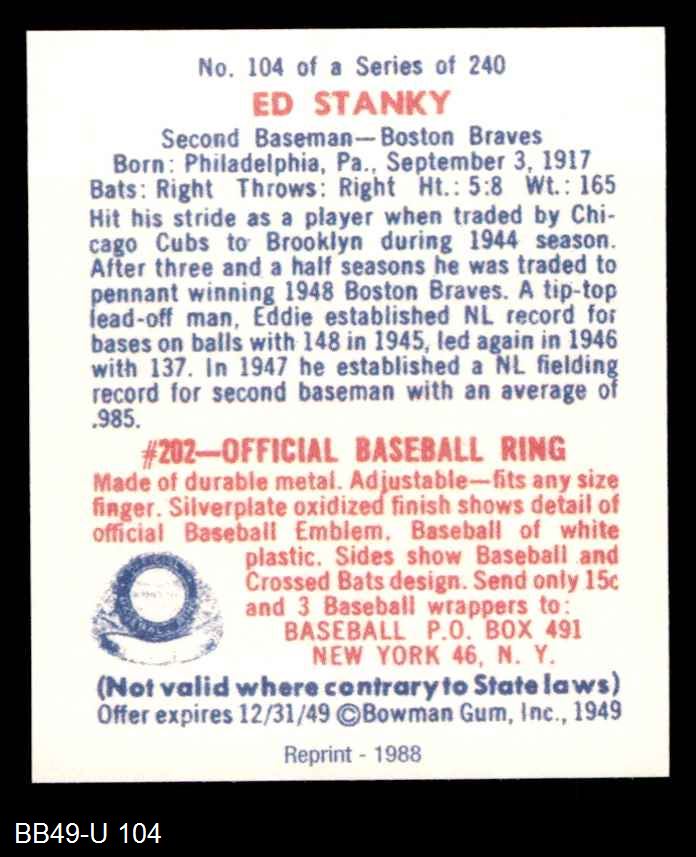 No. 104 of a Series of 240
ED STANKY
Second Baseman—Boston Braves
Born: Philadelphia, Pa., September 3, 1917
Bats: Right Throws: Right Ht.: 5:8 Wt.: 165
Hit his stride as a player when traded by Chi-
cago Cubs to Brooklyn during 1944 season.
After three and a half seasons he was traded to
pennant winning 1948 Boston Braves. A tip-top
lead-off man, Eddie established NL record for
bases on balls with 148 in 1945, led again in 1946
with 137. In 1947 he established a NL fielding
record for second baseman with an average of
.985.
#202—OFFICIAL BASEBALL RING
Made of durable metal. Adjustable—fits any size
finger. Silverplate oxidized finish shows detail of
official Baseball Emblem. Baseball of white
plastic. Sides show Baseball and
Crossed Bats design. Send only 15c
and 3 Baseball wrappers to:
BASEBALL P.O. BOX 491
NEW YORK 46, N. Y.
(Not valid where contrary to State laws)
Offer expires 12/31/49 ©Bowman Gum, Inc., 1949
Reprint - 1988
BB49-U 104